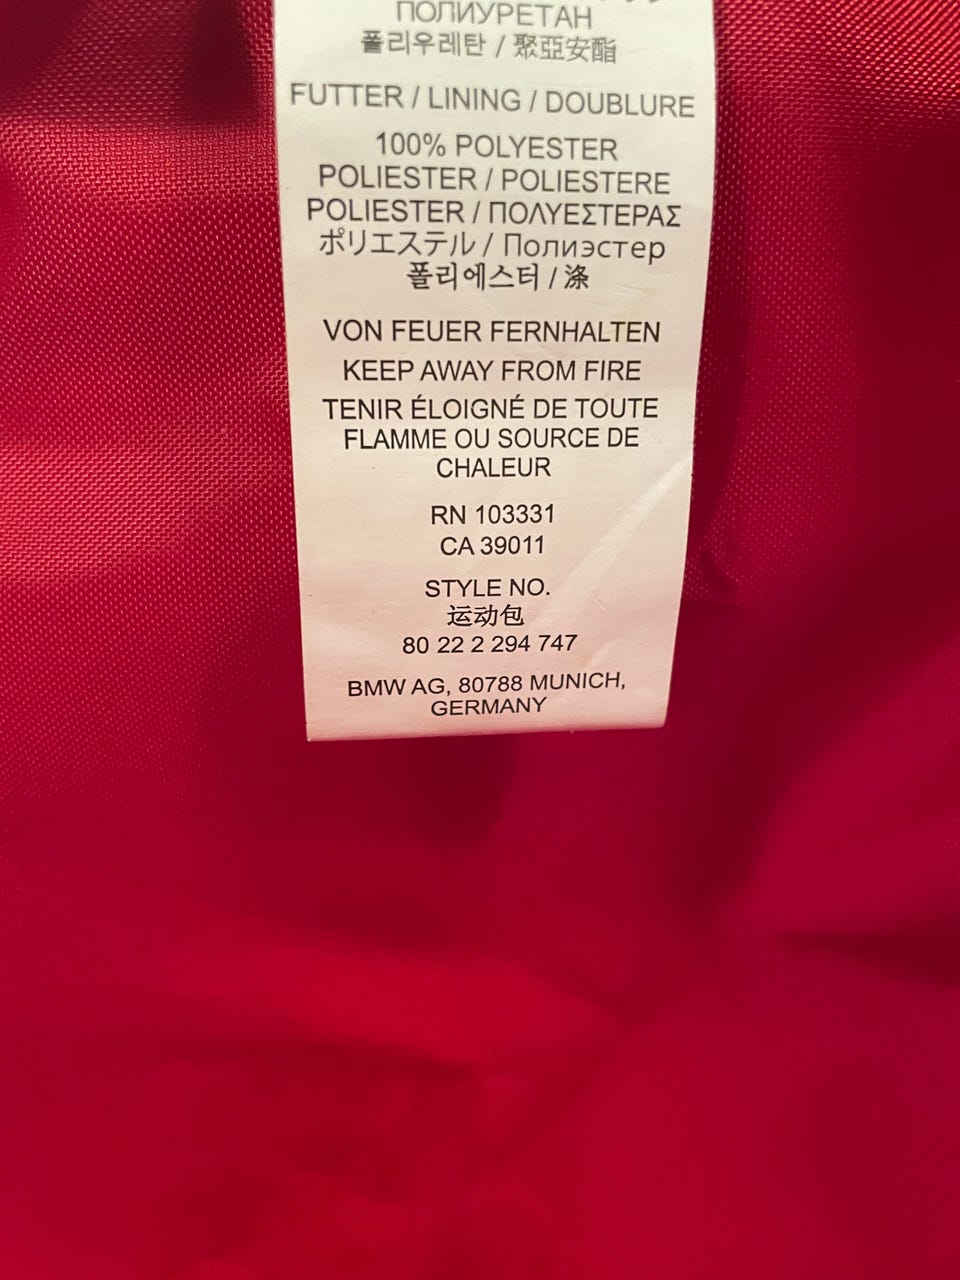 ПОЛИУРЕТАН
폴리우레탄 / 聚亞安酯
FUTTER / LINING / DOUBLURE
100% POLYESTER
POLIESTER / POLIESTERE
POLIESTER / ΠΟΛΥΕΣΤΕΡΑΣ
ポリエステル / Полиэстер
폴리에스터 / 涤
VON FEUER FERNHALTEN
KEEP AWAY FROM FIRE
TENIR ÉLOIGNÉ DE TOUTE
FLAMME OU SOURCE DE
CHALEUR
RN 103331
CA 39011
STYLE NO.
运动包
80 22 2 294 747
BMW AG, 80788 MUNICH,
GERMANY